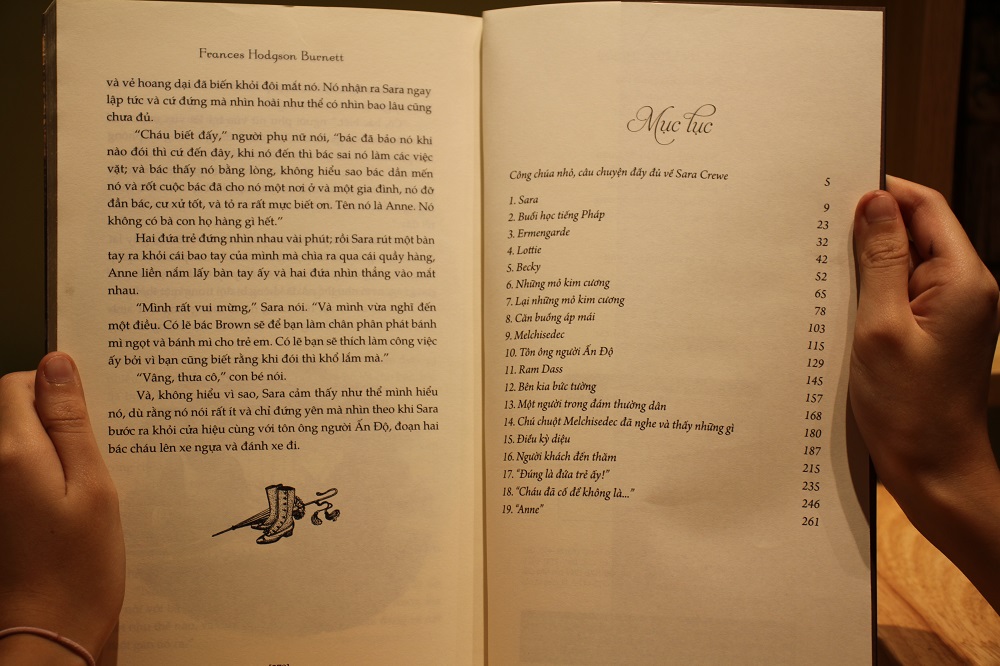 Frances Hodgson Burnett
và vẻ hoang dại đã biến khỏi đôi mắt nó. Nó nhận ra Sara ngay
lập tức và cứ đứng mà nhìn hoài như thể có nhìn bao lâu cũng
chưa đủ.
“Cháu biết đấy,” người phụ nữ nói, “bác đã bảo nó khi
nào đói thì cứ đến đây, khi nó đến thì bác sai nó làm các việc
vặt; và bác thấy nó bằng lòng, không hiểu sao bác dần mến
nó và rốt cuộc bác đã cho nó một nơi ở và một gia đình, nó đỡ
đần bác, cư xử tốt, và tỏ ra rất mực biết ơn. Tên nó là Anne. Nó
không có bà con họ hàng gì hết.”
Hai đứa trẻ đứng nhìn nhau vài phút; rồi Sara rút một bàn
tay ra khỏi cái bao tay của mình mà chìa ra qua cái quầy hàng,
Anne liền nắm lấy bàn tay ấy và hai đứa nhìn thẳng vào mắt
nhau.
“Mình rất vui mừng,” Sara nói. “Và mình vừa nghĩ đến
một điều. Có lẽ bác Brown sẽ để bạn làm chân phân phát bánh
mì ngọt và bánh mì cho trẻ em. Có lẽ bạn sẽ thích làm công việc
ấy bởi vì bạn cũng biết rằng khi đói thì khổ lắm mà.”
“Vâng, thưa cô,” con bé nói.
Và, không hiểu vì sao, Sara cảm thấy như thể mình hiểu
nó, dù rằng nó nói rất ít và chỉ đứng yên mà nhìn theo khi Sara
bước ra khỏi cửa hiệu cùng với tôn ông người Ấn Độ, đoạn hai
bác cháu lên xe ngựa và đánh xe đi.
Mục lục
Công chúa nhỏ, câu chuyện đầy đủ về Sara Crewe 5
1. Sara 9
2. Buổi học tiếng Pháp 23
3. Ermengarde 32
4. Lottie 42
5. Becky 52
6. Những mỏ kim cương 65
7. Lại những mỏ kim cương 78
8. Căn buồng áp mái 103
9. Melchisedec 115
10. Tôn ông người Ấn Độ 129
11. Ram Dass 145
12. Bên kia bức tường 157
13. Một người trong đám thường dân 168
14. Chú chuột Melchisedec đã nghe và thấy những gì 180
15. Điều kỳ diệu 187
16. Người khách đến thăm 215
17. “Đúng là đứa trẻ ấy!” 235
18. “Cháu đã cố để không là...” 246
19. “Anne” 261